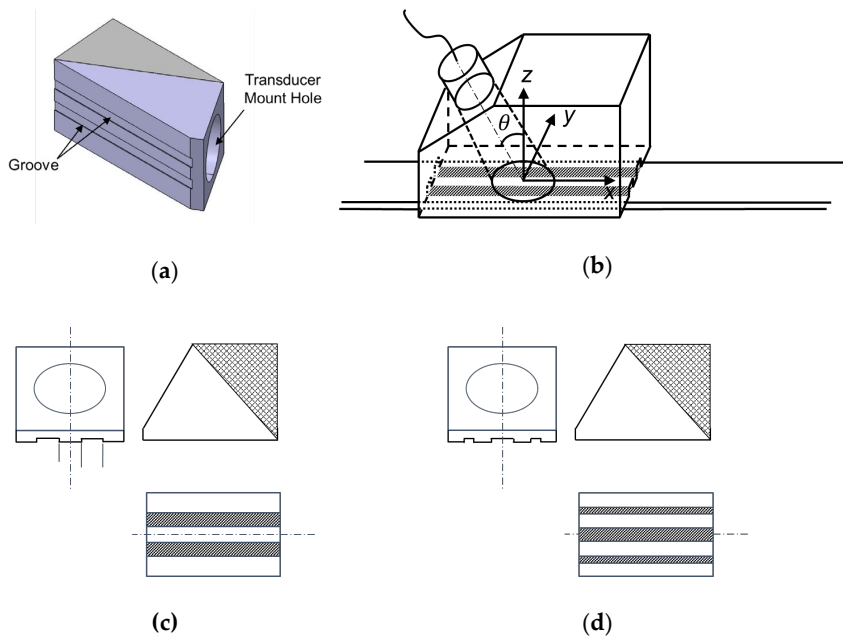 Transducer
Mount Hole
Groove
(a)
z
y
θ
x
(b)
(c)
(d)